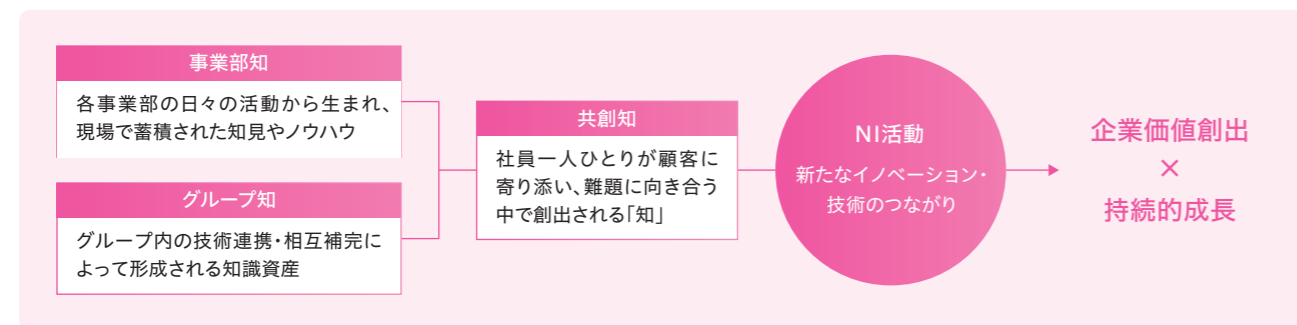 事業部知
各事業部の日々の活動から生まれ、
現場で蓄積された知見やノウハウ
グループ知
グループ内の技術連携・相互補完に
よって形成される知識資産
共創知
社員一人ひとりが顧客に
寄り添い、難題に向き合う
中で創出される「知」
NI活動
新たなイノベーション・
技術のつながり
企業価値創出
×
持続的成長